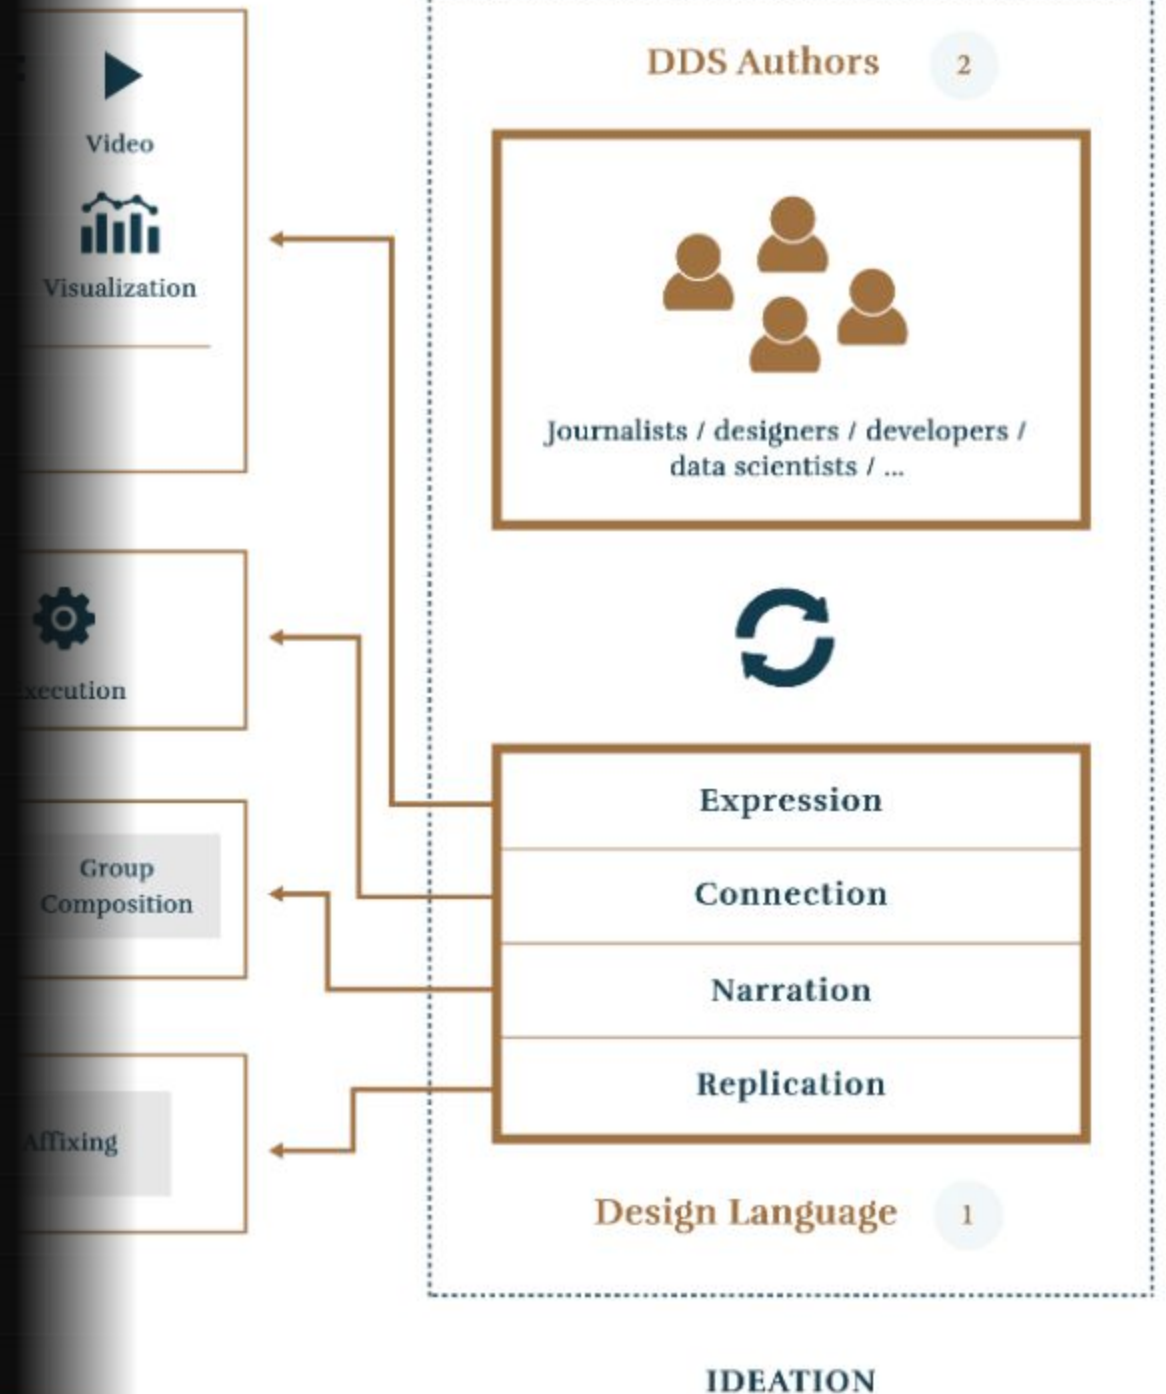 Video
Visualization
xecution
Group
Composition
Affixing
DDS Authors 2
Journalists / designers / developers /
data scientists / ...
Expression
Connection
Narration
Replication
Design Language 1
IDEATION